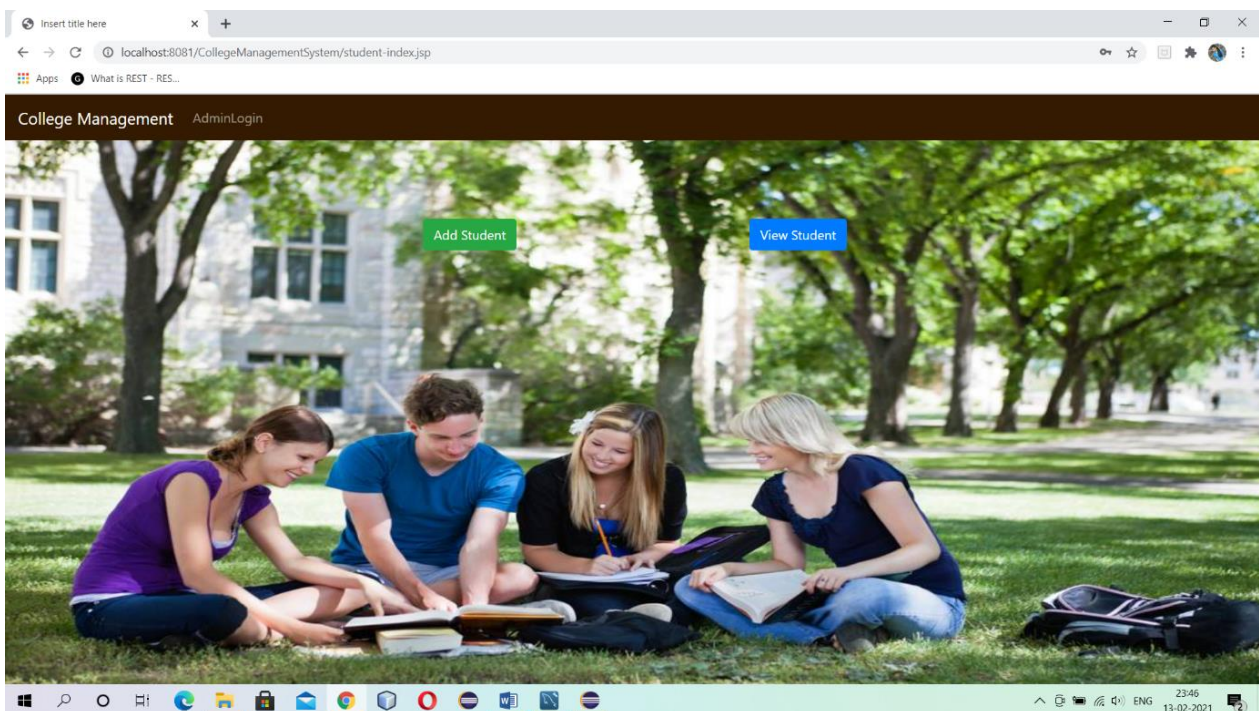 Insert title here
localhost:8081/CollegeManagementSystem/student-index.jsp
Apps What is REST - RES...
College Management AdminLogin
Add Student View Student
ENG 23:46
13-02-2021